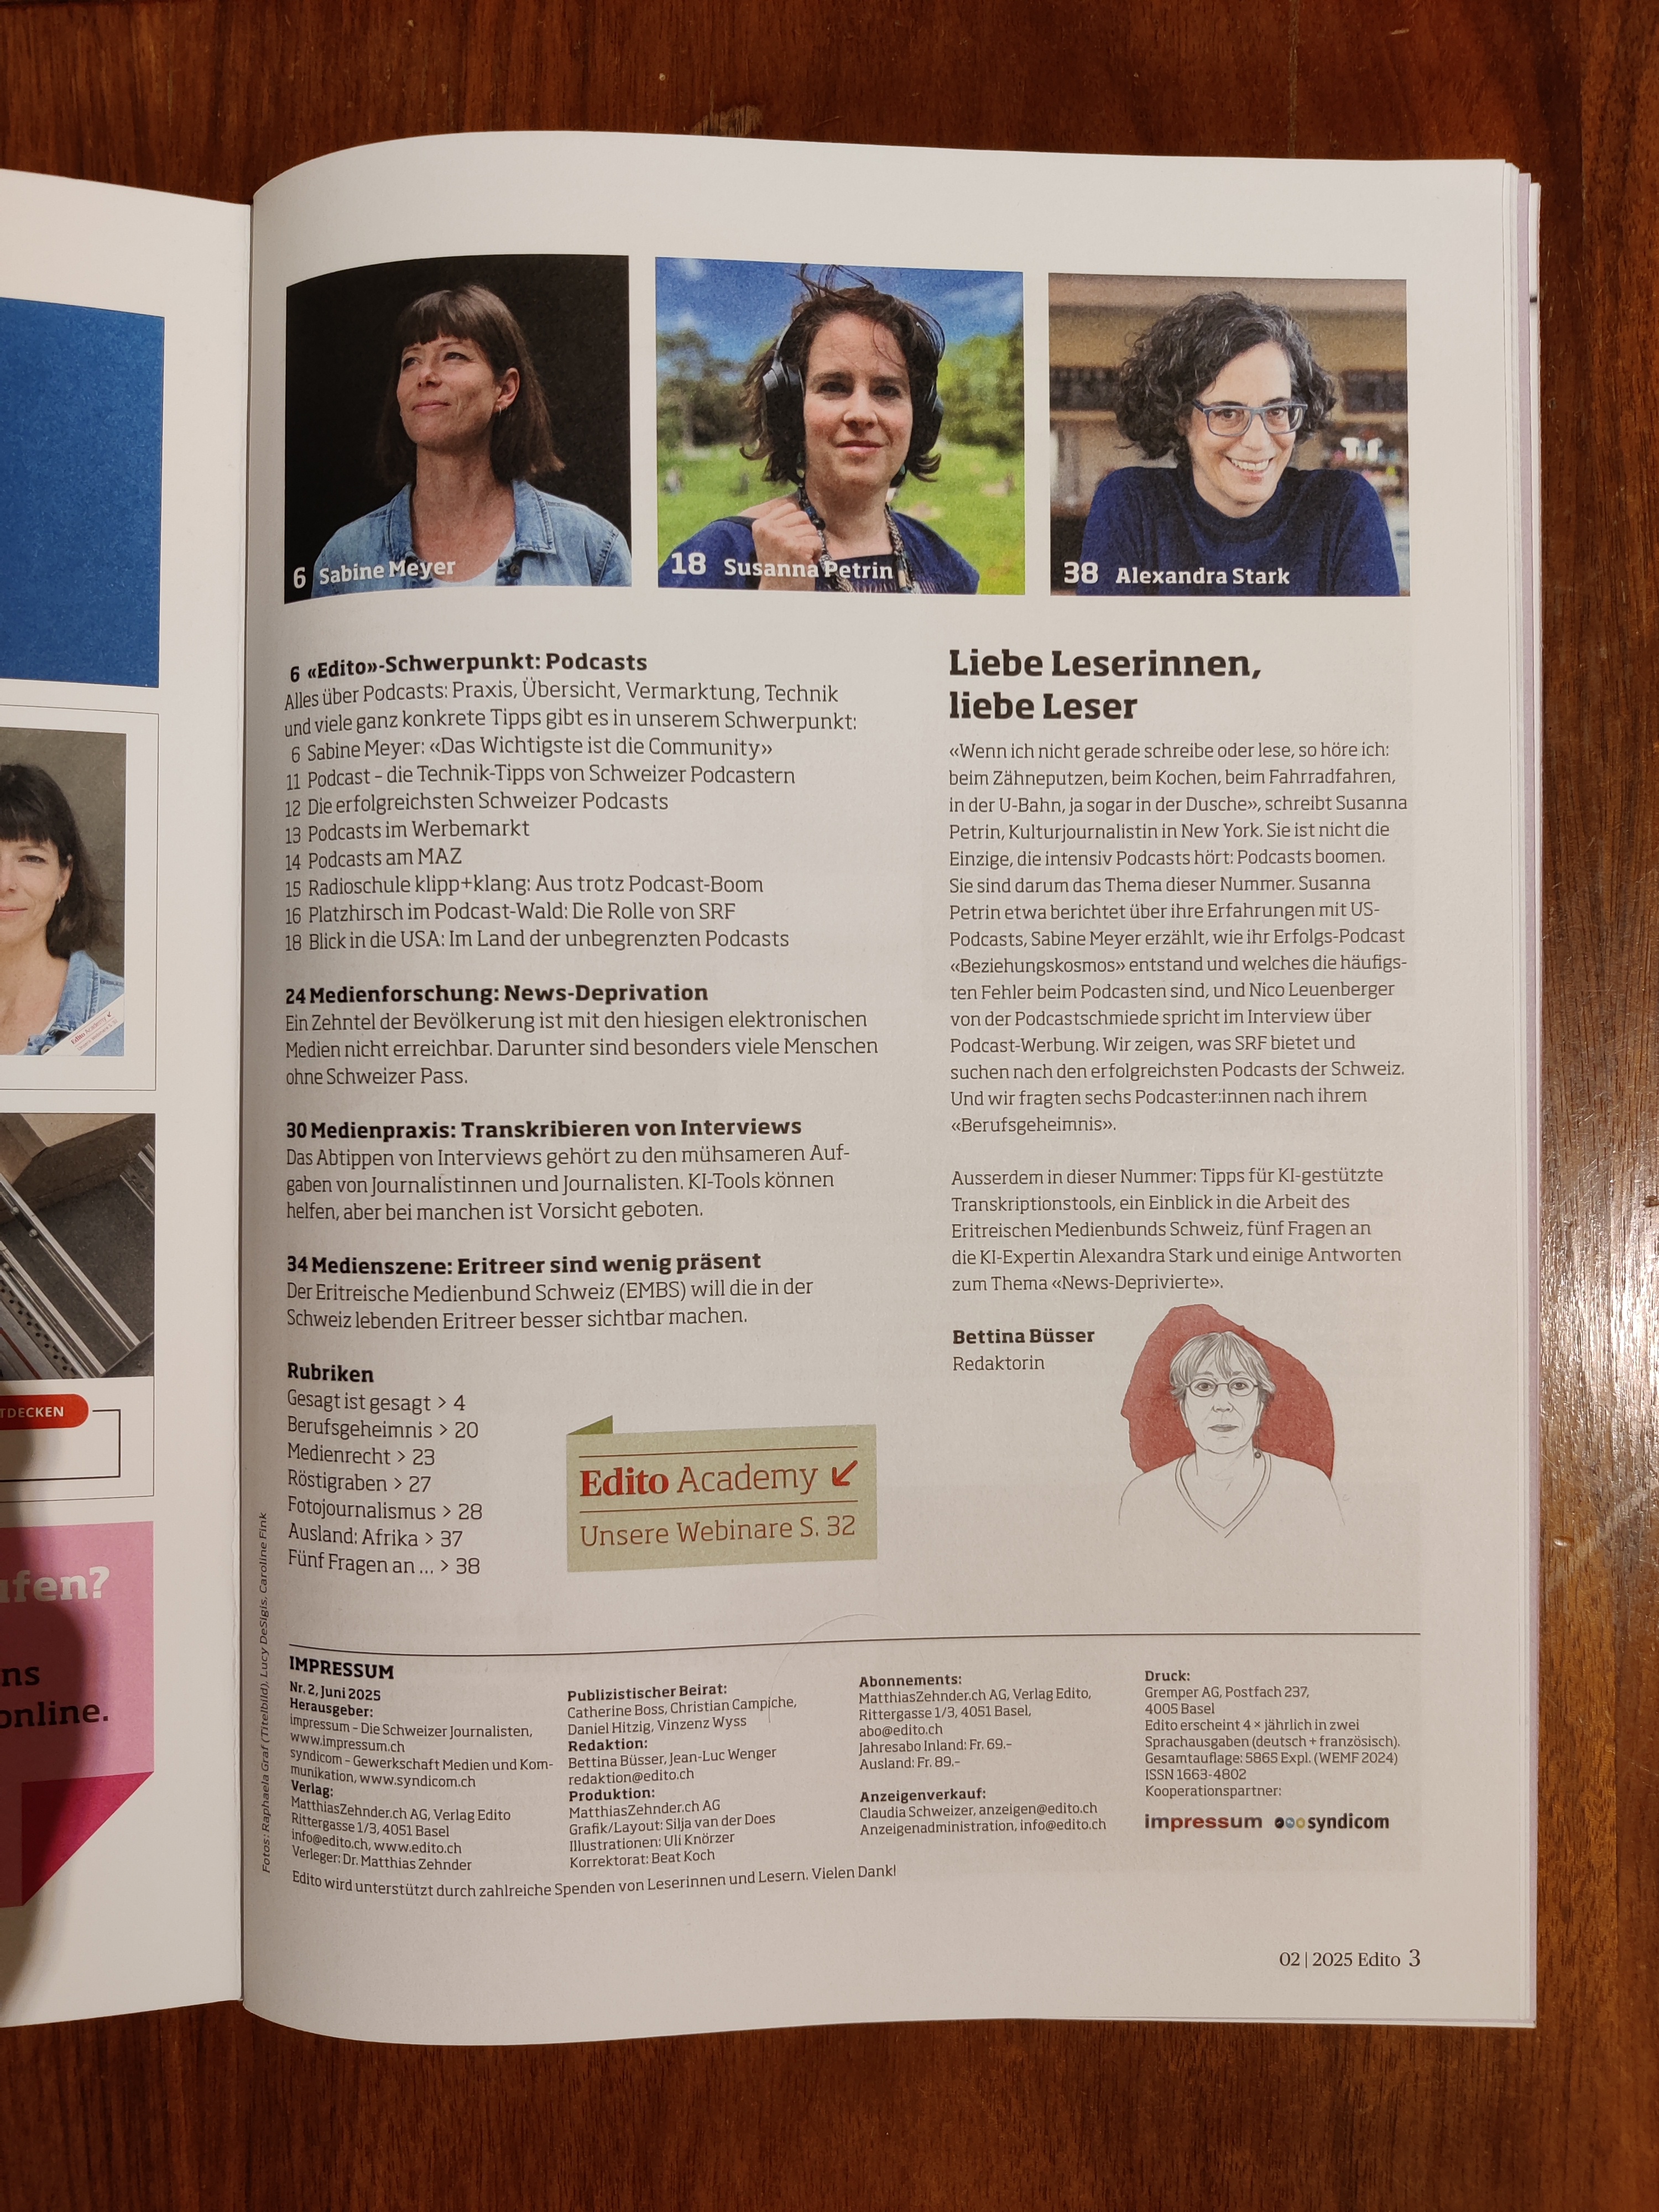 TDECKEN
ufen?
ns
online.
Edito Academy
6 Sabine Meyer
18 Susanna Petrin
38 Alexandra Stark
6 «Edito»-Schwerpunkt: Podcasts
Alles über Podcasts: Praxis, Übersicht, Vermarktung, Technik
und viele ganz konkrete Tipps gibt es in unserem Schwerpunkt:
6 Sabine Meyer: «Das Wichtigste ist die Community»
11 Podcast – die Technik-Tipps von Schweizer Podcastern
12 Die erfolgreichsten Schweizer Podcasts
13 Podcasts im Werbemarkt
14 Podcasts am MAZ
15 Radioschule klipp+klang: Aus trotz Podcast-Boom
16 Platzhirsch im Podcast-Wald: Die Rolle von SRF
18 Blick in die USA: Im Land der unbegrenzten Podcasts
24 Medienforschung: News-Deprivation
Ein Zehntel der Bevölkerung ist mit den hiesigen elektronischen
Medien nicht erreichbar. Darunter sind besonders viele Menschen
ohne Schweizer Pass.
30 Medienpraxis: Transkribieren von Interviews
Das Abtippen von Interviews gehört zu den mühsameren Auf-
gaben von Journalistinnen und Journalisten. KI-Tools können
helfen, aber bei manchen ist Vorsicht geboten.
34 Medienszene: Eritreer sind wenig präsent
Der Eritreische Medienbund Schweiz (EMBS) will die in der
Schweiz lebenden Eritreer besser sichtbar machen.
Rubriken
Gesagt ist gesagt > 4
Berufsgeheimnis > 20
Medienrecht > 23
Röstigraben > 27
Fotojournalismus > 28
Ausland: Afrika > 37
Fünf Fragen an ... > 38
Edito Academy
Unsere Webinare S. 32
Liebe Leserinnen,
liebe Leser
«Wenn ich nicht gerade schreibe oder lese, so höre ich:
beim Zähneputzen, beim Kochen, beim Fahrradfahren,
in der U-Bahn, ja sogar in der Dusche», schreibt Susanna
Petrin, Kulturjournalistin in New York. Sie ist nicht die
Einzige, die intensiv Podcasts hört: Podcasts boomen.
Sie sind darum das Thema dieser Nummer. Susanna
Petrin etwa berichtet über ihre Erfahrungen mit US-
Podcasts, Sabine Meyer erzählt, wie ihr Erfolgs-Podcast
«Beziehungskosmos» entstand und welches die häufigs-
ten Fehler beim Podcasten sind, und Nico Leuenberger
von der Podcastschmiede spricht im Interview über
Podcast-Werbung. Wir zeigen, was SRF bietet und
suchen nach den erfolgreichsten Podcasts der Schweiz.
Und wir fragten sechs Podcaster:innen nach ihrem
«Berufsgeheimnis».
Ausserdem in dieser Nummer: Tipps für KI-gestützte
Transkriptionstools, ein Einblick in die Arbeit des
Eritreischen Medienbunds Schweiz, fünf Fragen an
die KI-Expertin Alexandra Stark und einige Antworten
zum Thema «News-Deprivierte».
Bettina Büsser
Redaktorin
Fotos: Raphaela Graf (Titelbild), Lucy DeSigis, Caroline Fink
IMPRESSUM
Nr. 2, Juni 2025
Herausgeber:
impressum – Die Schweizer Journalisten,
www.impressum.ch
syndicom – Gewerkschaft Medien und Kom-
munikation, www.syndicom.ch
Verlag:
MatthiasZehnder.ch AG, Verlag Edito
Rittergasse 1/3, 4051 Basel
info@edito.ch, www.edito.ch
Verleger: Dr. Matthias Zehnder
Publizistischer Beirat:
Catherine Boss, Christian Campiche,
Daniel Hitzig, Vinzenz Wyss
Redaktion:
Bettina Büsser, Jean-Luc Wenger
redaktion@edito.ch
Produktion:
MatthiasZehnder.ch AG
Grafik/Layout: Silja van der Does
Illustrationen: Uli Knörzer
Korrektorat: Beat Koch
Abonnements:
MatthiasZehnder.ch AG, Verlag Edito,
Rittergasse 1/3, 4051 Basel,
abo@edito.ch
Jahresabo Inland: Fr. 69.–
Ausland: Fr. 89.–
Anzeigenverkauf:
Claudia Schweizer, anzeigen@edito.ch
Anzeigenadministration, info@edito.ch
Druck:
Gremper AG, Postfach 237,
4005 Basel
Edito erscheint 4 × jährlich in zwei
Sprachausgaben (deutsch + französisch).
Gesamtauflage: 5865 Expl. (WEMF 2024)
ISSN 1663-4802
Kooperationspartner:
impressum syndicom
Edito wird unterstützt durch zahlreiche Spenden von Leserinnen und Lesern. Vielen Dank!
02 | 2025 Edito 3